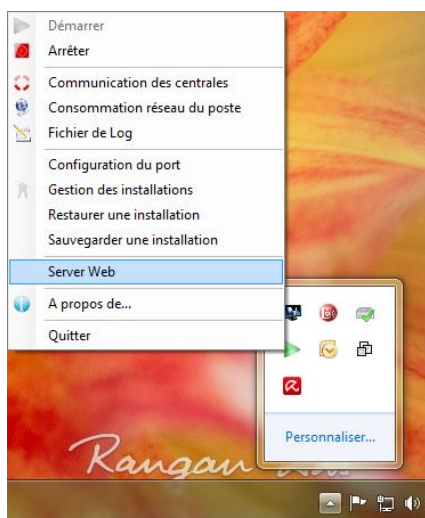 Démarrer
Arrêter
Communication des centrales
Consommation réseau du poste
Fichier de Log
Configuration du port
Gestion des installations
Restaurer une installation
Sauvegarder une installation
Server Web
A propos de...
Quitter
Personnaliser...
Rangan